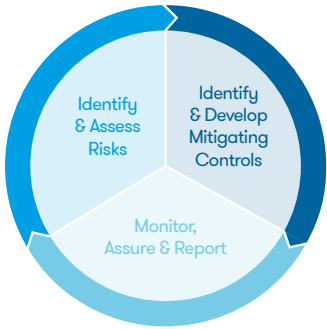 Identify
& Assess
Risks
Identify
& Develop
Mitigating
Controls
Monitor,
Assure & Report